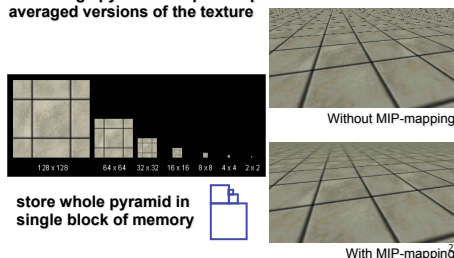 averaged versions of the texture
Without MIP-mapping
128 x 128 64 x 64 32 x 32 16 x 16 8 x 8 4 x 4 2 x 2
store whole pyramid in
single block of memory
With MIP-mapping
2